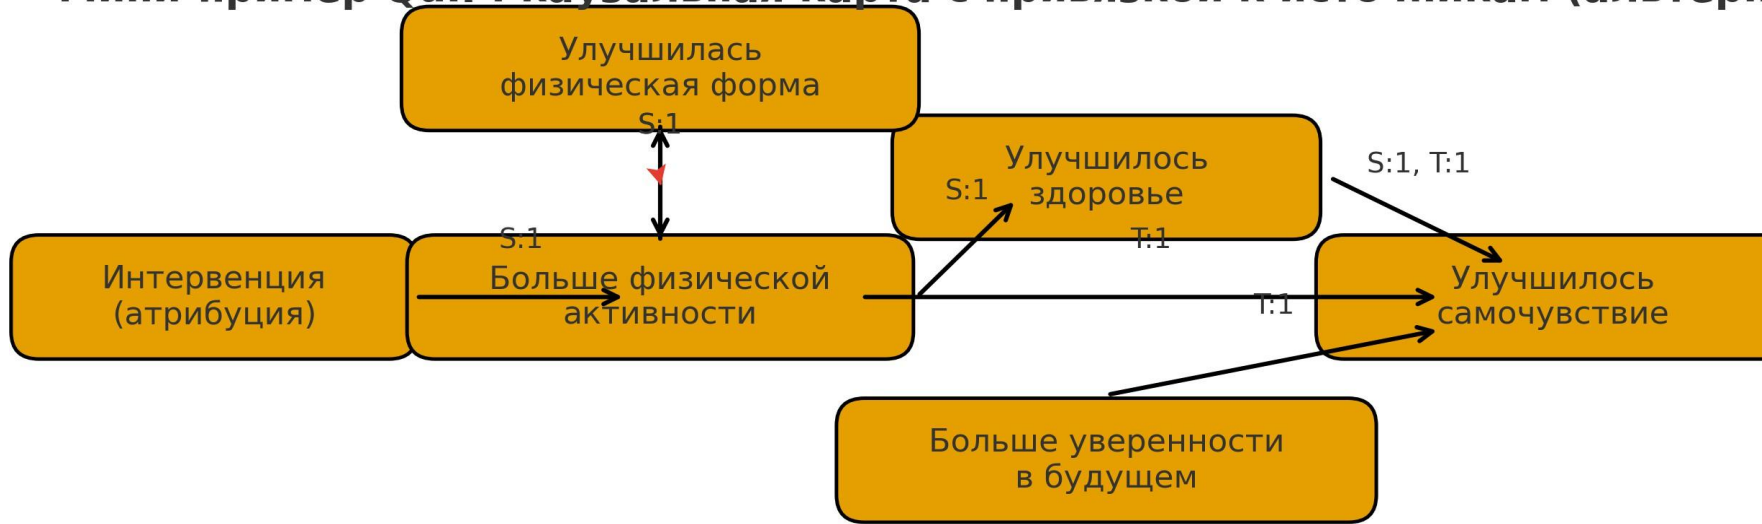 Улучшилась
физическая форма
S:1
Улучшилось
здоровье
S:1
S:1, T:1
S:1
T:1
Интервенция
(атрибуция)
Больше физической
активности
T:1
Улучшилось
самочувствие
Больше уверенности
в будущем